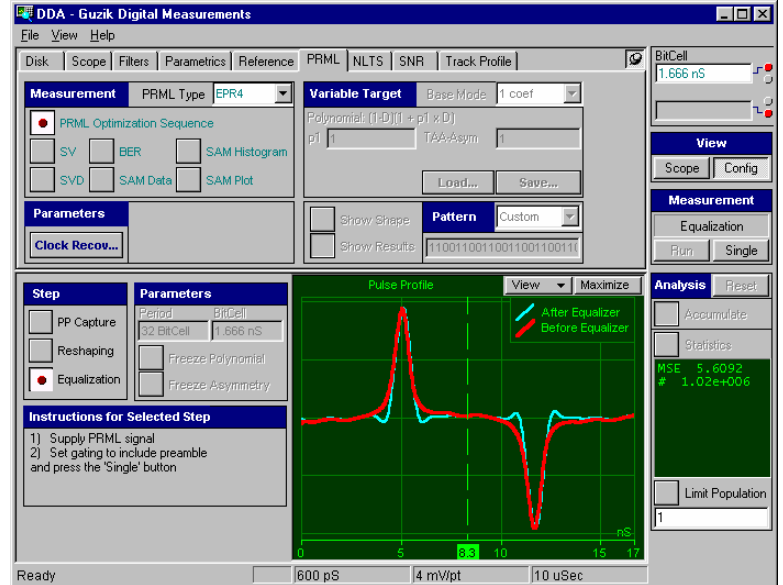 DDA - Guzik Digital Measurements
File View Help
Disk Scope Filters Parametrics Reference PRML NLTS SNR Track Profile
BitCell
1.666 nS
Measurement PRML Type EPR4
PRML Optimization Sequence
SV BER SAM Histogram
SVD SAM Data SAM Plot
Parameters
Clock Recov...
Variable Target Base Mode 1 coef
Polynomial: (1-D)(1 + p1 x D)
p1 1 TAA-Asym 1
Load... Save...
Show Shape Pattern Custom
Show Results 110011001100110011001
View
Scope Config
Measurement
Equalization
Run Single
Step
PP Capture
Reshaping
Equalization
Parameters
Period BitCell
32 BitCell 1.666 nS
Freeze Polynomial
Freeze Asymmetry
Instructions for Selected Step
1) Supply PRML signal
2) Set gating to include preamble
and press the 'Single' button
Pulse Profile View Maximize
After Equalizer
Before Equalizer
nS
0 5 8.3 10 15 17
Analysis Reset
Accumulate
Statistics
MSE 5.6092
# 1.02e+006
Limit Population
1
Ready 600 pS 4 mV/pt 10 uSec